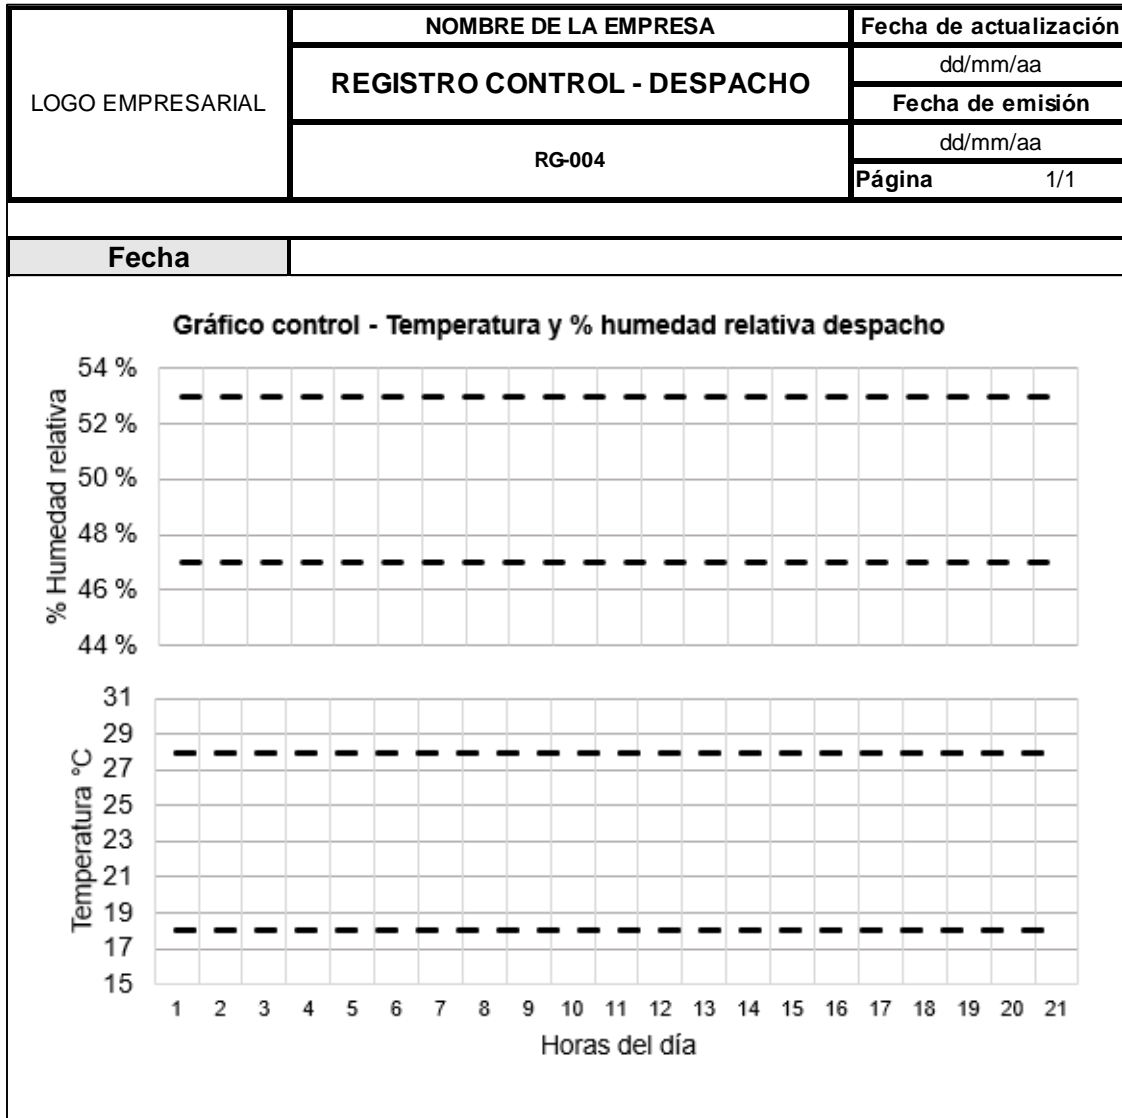 NOMBRE DE LA EMPRESA
Fecha de actualización
LOGO EMPRESARIAL
REGISTRO CONTROL - DESPACHO
dd/mm/aa
Fecha de emisión
RG-004
dd/mm/aa
Página 1/1
Fecha
Gráfico control - Temperatura y % humedad relativa despacho
% Humedad relativa
54 %
52 %
50 %
48 %
46 %
44 %
Temperatura °C
31
29
27
25
23
21
19
17
15
1 2 3 4 5 6 7 8 9 10 11 12 13 14 15 16 17 18 19 20 21
Horas del día